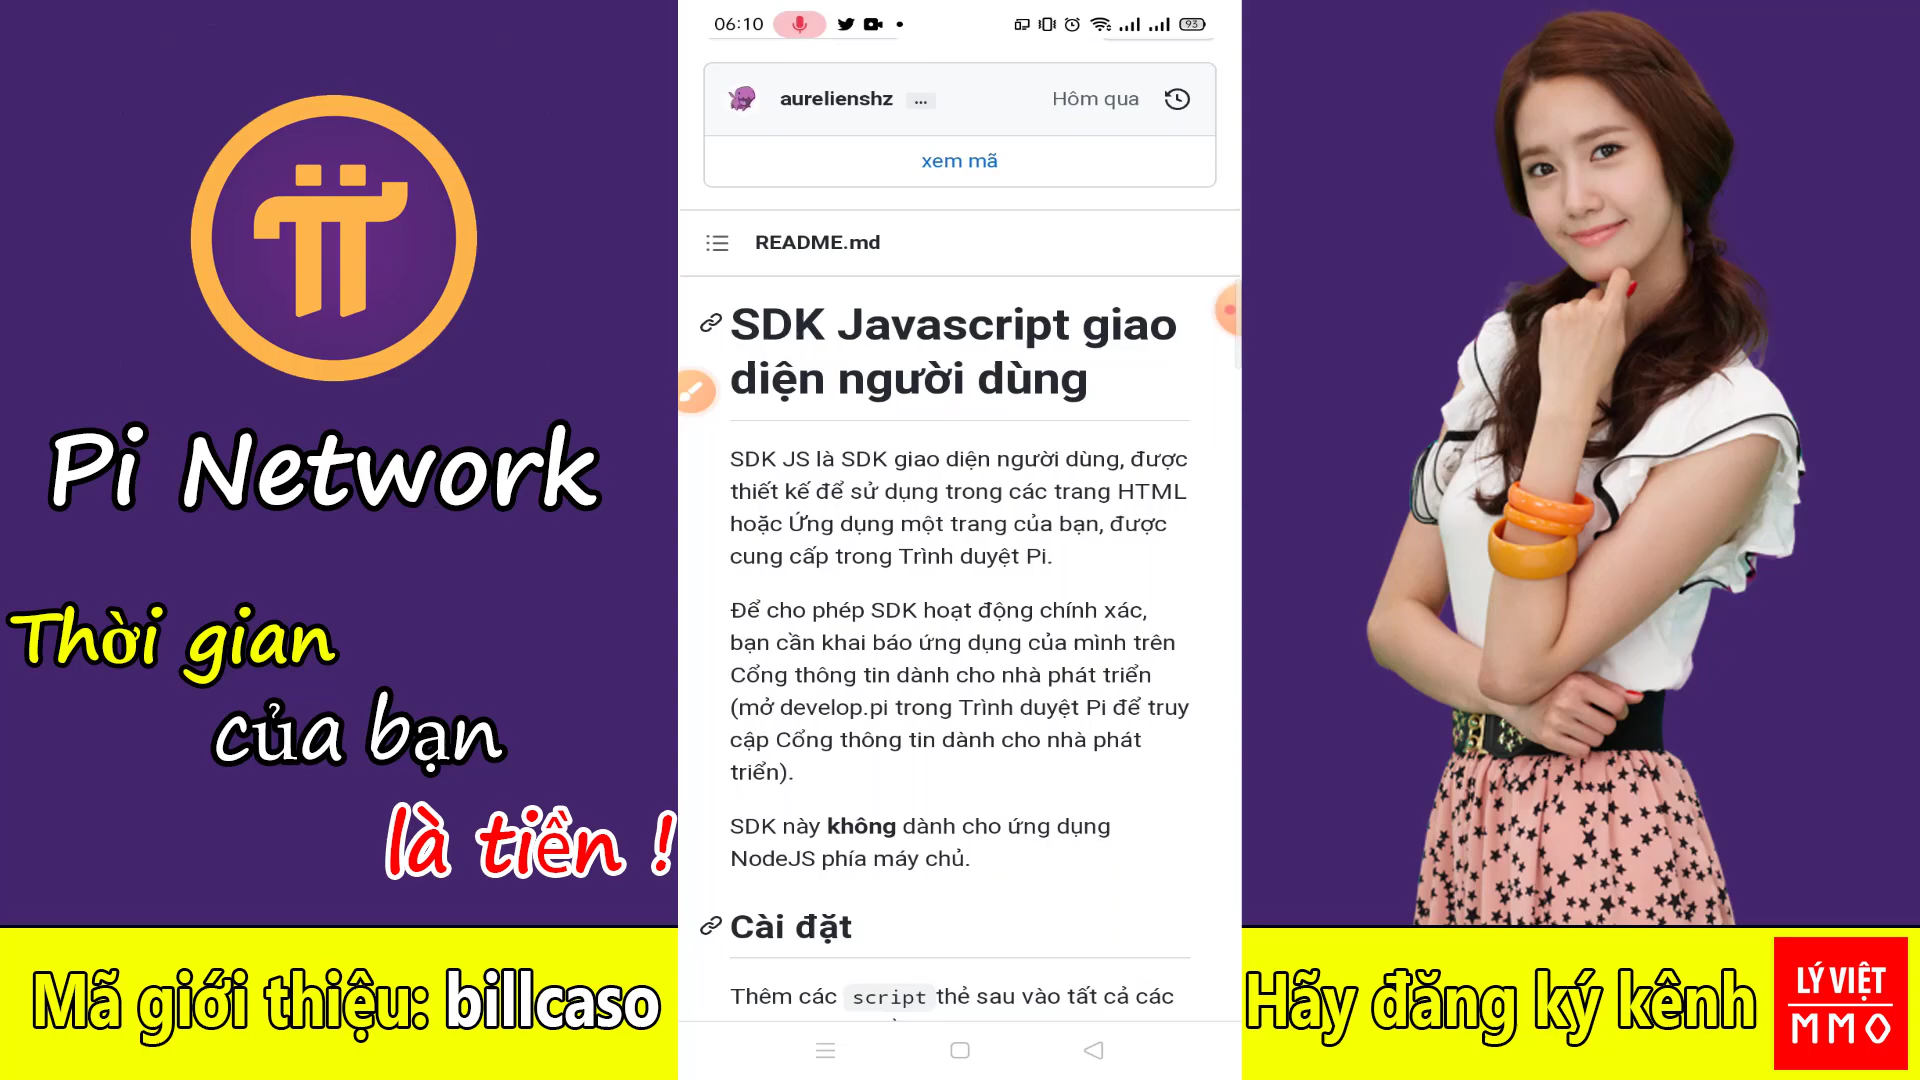 Pi Network
Thời gian
của bạn
là tiền !
Mã giới thiệu: billcaso
06:10
93
aurelienshz ...
Hôm qua
xem mã
README.md
SDK Javascript giao
diện người dùng
SDK JS là SDK giao diện người dùng, được
thiết kế để sử dụng trong các trang HTML
hoặc Ứng dụng một trang của bạn, được
cung cấp trong Trình duyệt Pi.
Để cho phép SDK hoạt động chính xác,
bạn cần khai báo ứng dụng của mình trên
Cổng thông tin dành cho nhà phát triển
(mở develop.pi trong Trình duyệt Pi để truy
cập Cổng thông tin dành cho nhà phát
triển).
SDK này không dành cho ứng dụng
NodeJS phía máy chủ.
Cài đặt
Thêm các script thẻ sau vào tất cả các
Hãy đăng ký kênh
LÝ VIỆT
MMO